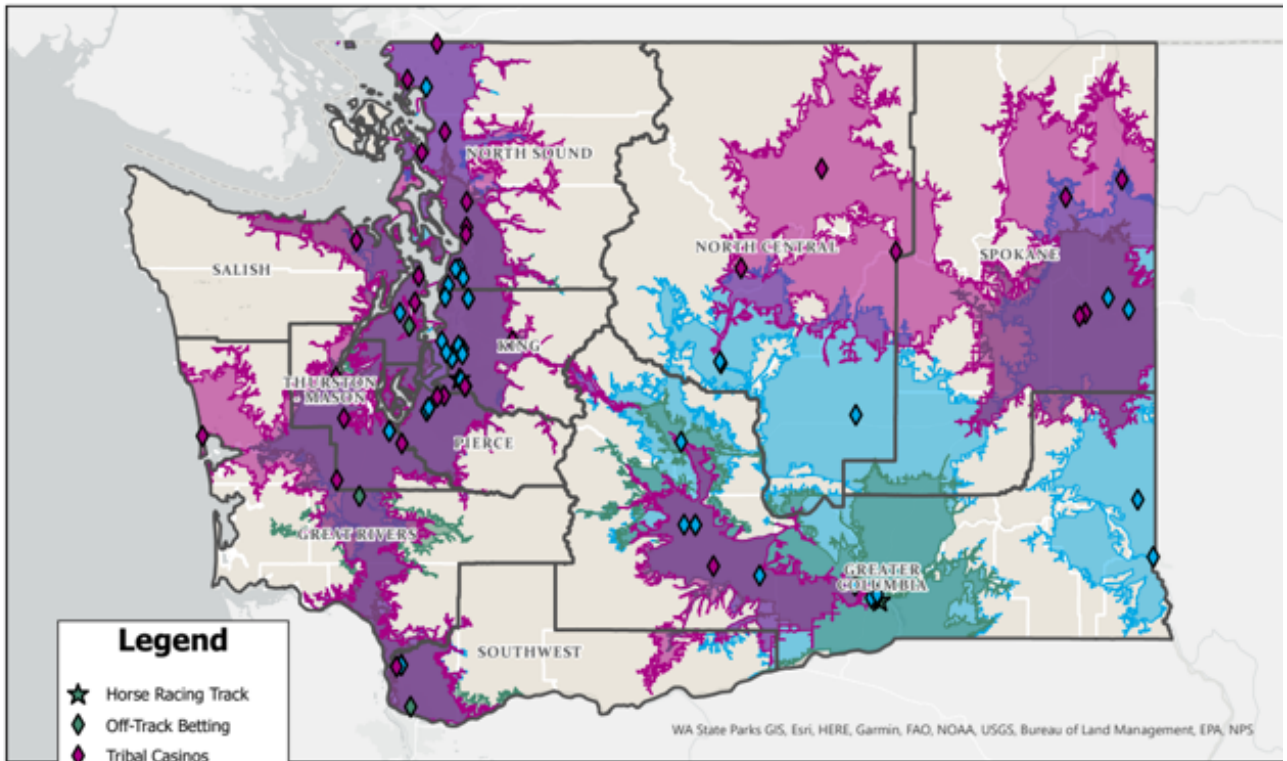 NORTH SOUND
SALISH
NORTH CENTRAL
SPOKANE
KING
THURSTON
MASON
PIERCE
GREAT RIVERS
GREATER
COLUMBIA
SOUTHWEST
Legend
Horse Racing Track
Off-Track Betting
Tribal Casinos
WA State Parks GIS, Esri, HERE, Garmin, FAO, NOAA, USGS, Bureau of Land Management, EPA, NPS